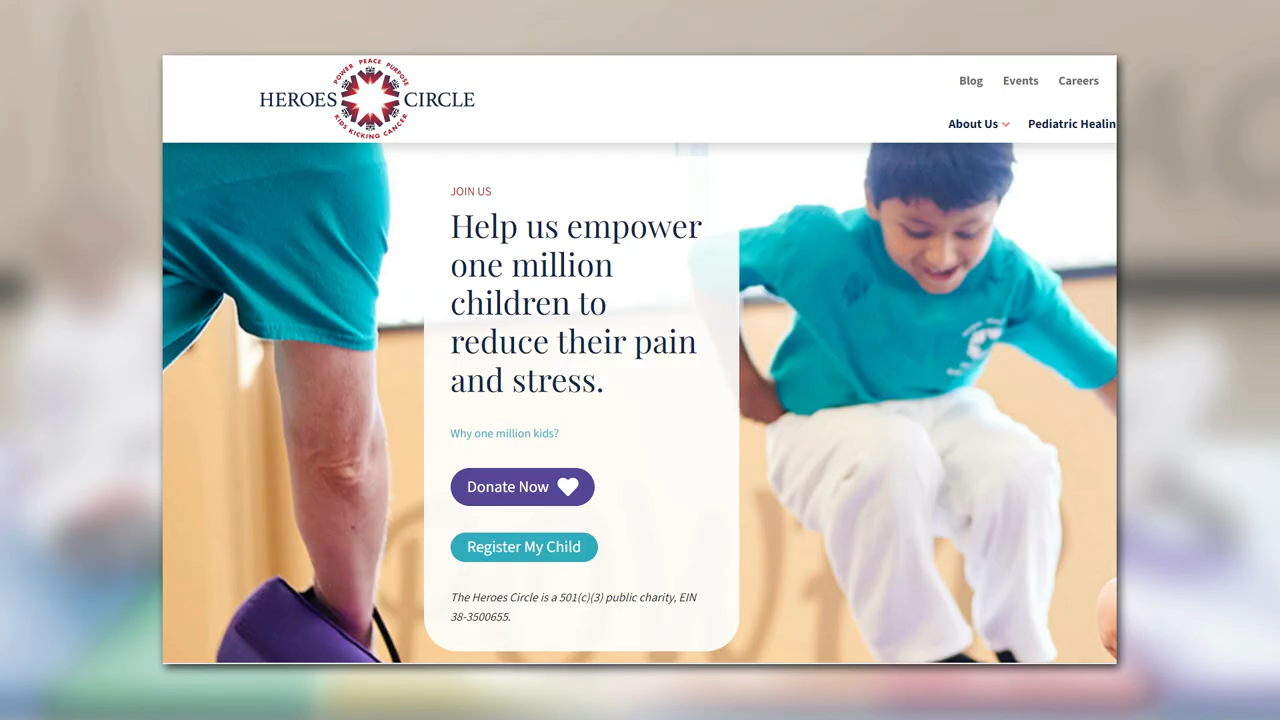 POWER PEACE PURPOSE
HEROES CIRCLE
KIDS KICKING CANCER
Blog Events Careers
About Us Pediatric Healin
JOIN US
Help us empower
one million
children to
reduce their pain
and stress.
Why one million kids?
Donate Now
Register My Child
The Heroes Circle is a 501(c)(3) public charity, EIN
38-3500655.